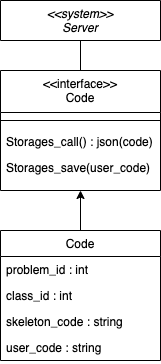 <<system>>
Server
<<interface>>
Code
Storages_call() : json(code)
Storages_save(user_code)
Code
problem_id : int
class_id : int
skeleton_code : string
user_code : string